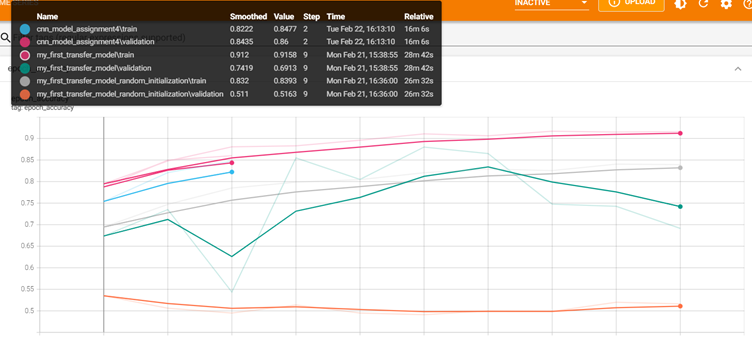 INACTIVE
UPLOAD
Name Smoothed Value Step Time Relative
cnn_model_assignment4\train 0.8222 0.8477 2 Tue Feb 22, 16:13:10 16m 6s
cnn_model_assignment4\validation 0.8435 0.86 2 Tue Feb 22, 16:13:10 16m 6s
my_first_transfer_model\train 0.912 0.9158 9 Mon Feb 21, 15:38:55 28m 42s
my_first_transfer_model\validation 0.7419 0.6913 9 Mon Feb 21, 15:38:55 28m 42s
my_first_transfer_model_random_initialization\train 0.832 0.8393 9 Mon Feb 21, 16:36:00 26m 32s
my_first_transfer_model_random_initialization\validation 0.511 0.5163 9 Mon Feb 21, 16:36:00 26m 32s
tag: epoch_accuracy
0.9
0.85
0.8
0.75
0.7
0.65
0.6
0.55
0.5